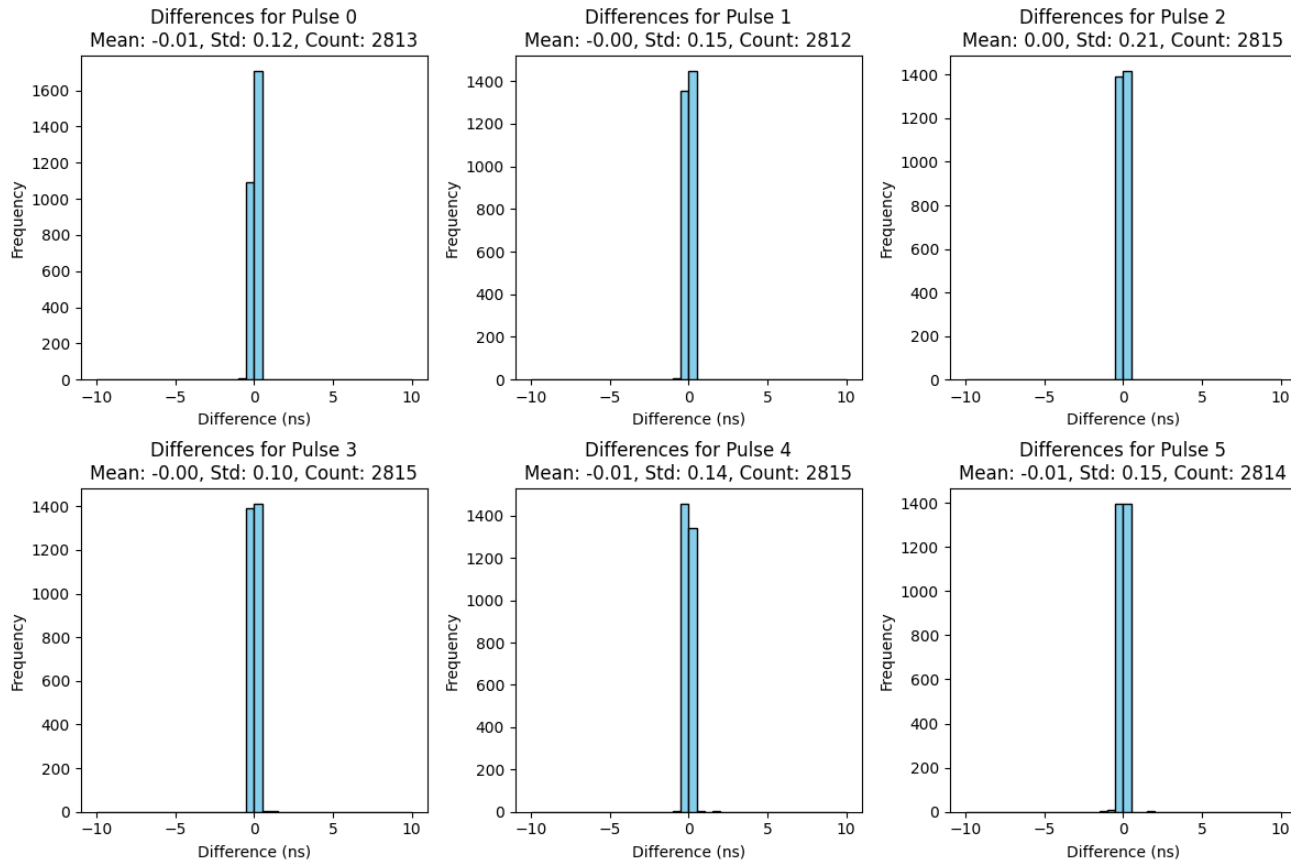 Differences for Pulse 0
Mean: -0.01, Std: 0.12, Count: 2813
Differences for Pulse 1
Mean: -0.00, Std: 0.15, Count: 2812
Differences for Pulse 2
Mean: 0.00, Std: 0.21, Count: 2815
1600
1400
1200
1000
800
600
400
200
0
Frequency
−10 −5 0 5 10
Difference (ns)
1400
1200
1000
800
600
400
200
0
Frequency
−10 −5 0 5 10
Difference (ns)
1400
1200
1000
800
600
400
200
0
Frequency
−10 −5 0 5 10
Difference (ns)
Differences for Pulse 3
Mean: -0.00, Std: 0.10, Count: 2815
Differences for Pulse 4
Mean: -0.01, Std: 0.14, Count: 2815
Differences for Pulse 5
Mean: -0.01, Std: 0.15, Count: 2814
1400
1200
1000
800
600
400
200
0
Frequency
−10 −5 0 5 10
Difference (ns)
1400
1200
1000
800
600
400
200
0
Frequency
−10 −5 0 5 10
Difference (ns)
1400
1200
1000
800
600
400
200
0
Frequency
−10 −5 0 5 10
Difference (ns)